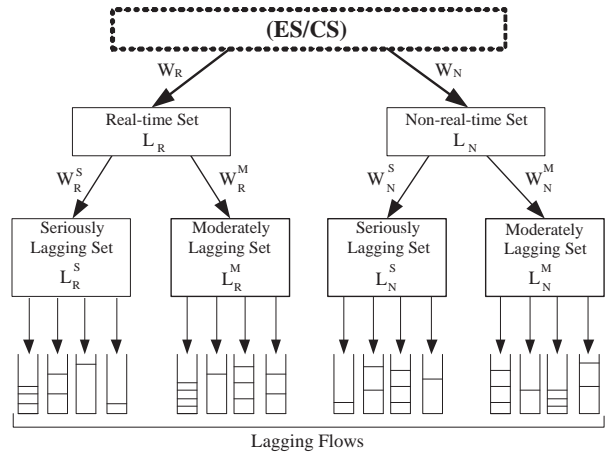 (ES/CS)
W_R
W_N
Real-time Set
L_R
Non-real-time Set
L_N
W_R^S
W_R^M
W_N^S
W_N^M
Seriously
Lagging Set
L_R^S
Moderately
Lagging Set
L_R^M
Seriously
Lagging Set
L_N^S
Moderately
Lagging Set
L_N^M
Lagging Flows